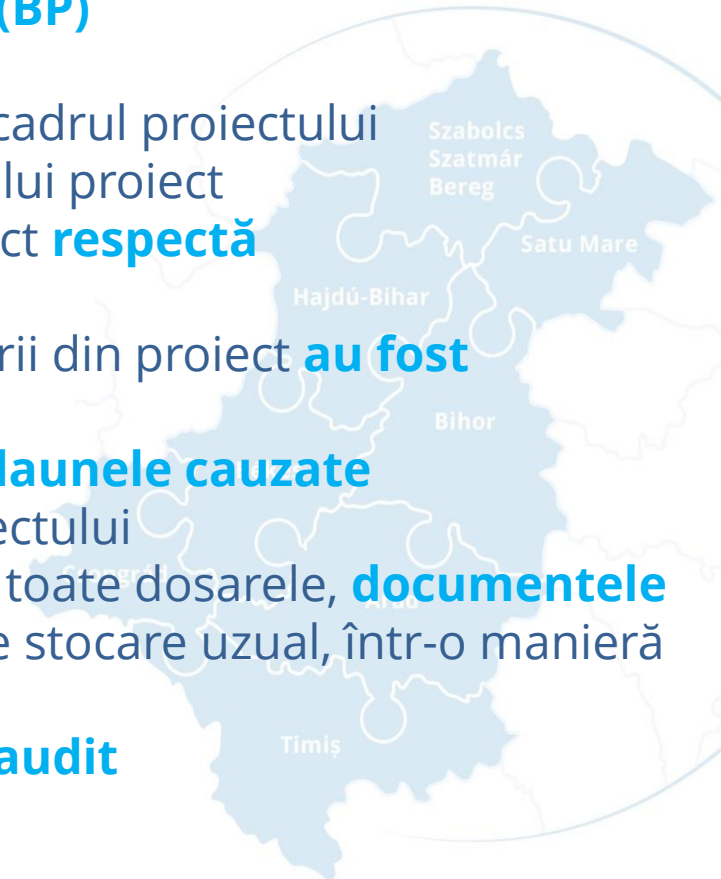 (BP)
cadrul proiectului
lui proiect
ct respectă
rii din proiect au fost
daunele cauzate
ectului
toate dosarele, documentele
e stocare uzual, într-o manieră
audit
Szabolcs
Szatmár
Bereg
Satu Mare
Hajdú-Bihar
Bihor
Timiș